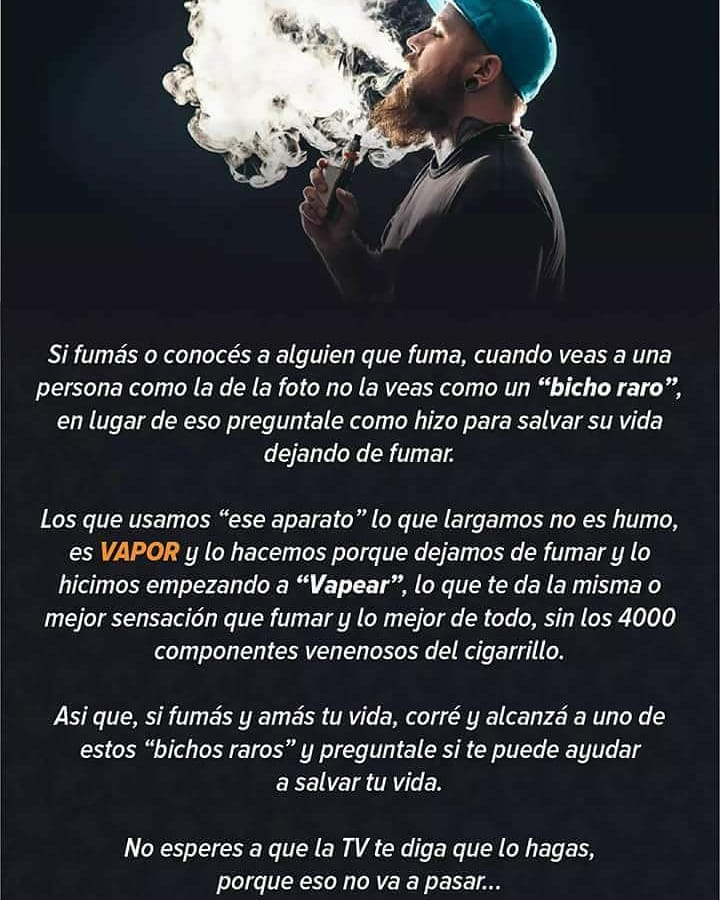 Si fumás o conocés a alguien que fuma, cuando veas a una
persona como la de la foto no la veas como un “bicho raro”,
en lugar de eso preguntale como hizo para salvar su vida
dejando de fumar.
Los que usamos “ese aparato” lo que largamos no es humo,
es VAPOR y lo hacemos porque dejamos de fumar y lo
hicimos empezando a “Vapear”, lo que te da la misma o
mejor sensación que fumar y lo mejor de todo, sin los 4000
componentes venenosos del cigarrillo.
Asi que, si fumás y amás tu vida, corré y alcanzá a uno de
estos “bichos raros” y preguntale si te puede ayudar
a salvar tu vida.
No esperes a que la TV te diga que lo hagas,
porque eso no va a pasar...